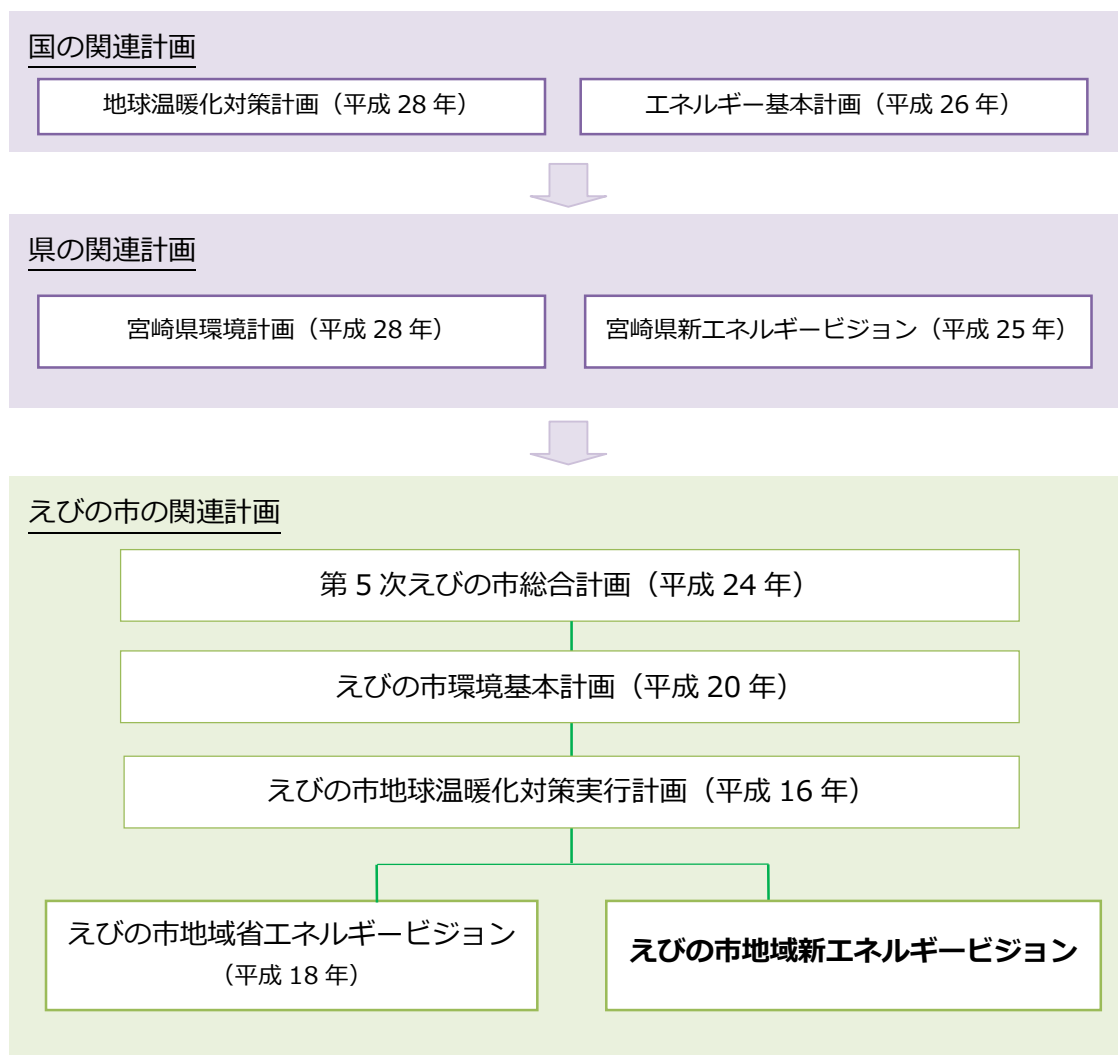 国の関連計画
地球温暖化対策計画（平成 28 年）
エネルギー基本計画（平成 26 年）
県の関連計画
宮崎県環境計画（平成 28 年）
宮崎県新エネルギービジョン（平成 25 年）
えびの市の関連計画
第 5 次えびの市総合計画（平成 24 年）
えびの市環境基本計画（平成 20 年）
えびの市地球温暖化対策実行計画（平成 16 年）
えびの市地域省エネルギービジョン
（平成 18 年）
えびの市地域新エネルギービジョン